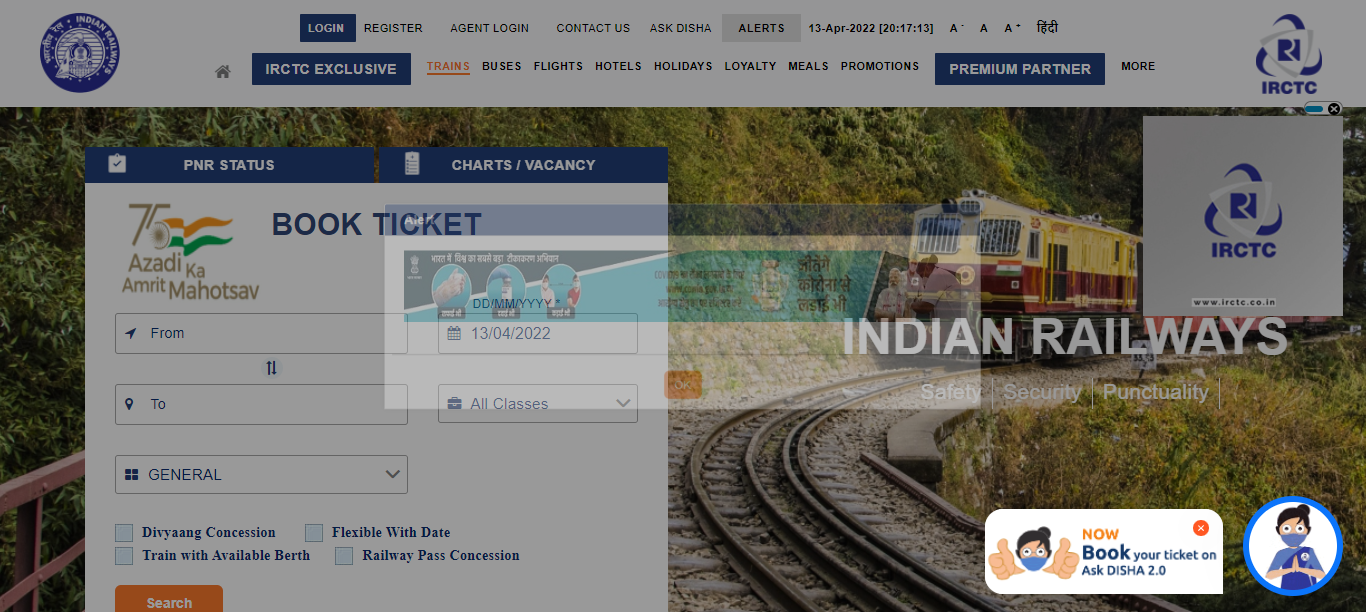 LOGIN REGISTER AGENT LOGIN CONTACT US ASK DISHA ALERTS 13-Apr-2022 [20:17:13] A - A A + हिंदी
IRCTC EXCLUSIVE TRAINS BUSES FLIGHTS HOTELS HOLIDAYS LOYALTY MEALS PROMOTIONS PREMIUM PARTNER MORE
भारतीय रेल INDIAN RAILWAYS
IRCTC
PNR STATUS CHARTS / VACANCY
75
Azadi Ka
Amrit Mahotsav
BOOK TICKET
Alert
भारत में विश्व का सबसे बड़ा टीकाकरण अभियान
जीतेंगे
कोरोना से
लड़ाई भी
दवाई भी
कड़ाई भी
IRCTC
www.irctc.co.in
DD/MM/YYYY *
From 13/04/2022
To All Classes
OK
INDIAN RAILWAYS
Safety Security Punctuality
GENERAL
Divyaang Concession Flexible With Date
Train with Available Berth Railway Pass Concession
Search
NOW
Book your ticket on
Ask DISHA 2.0